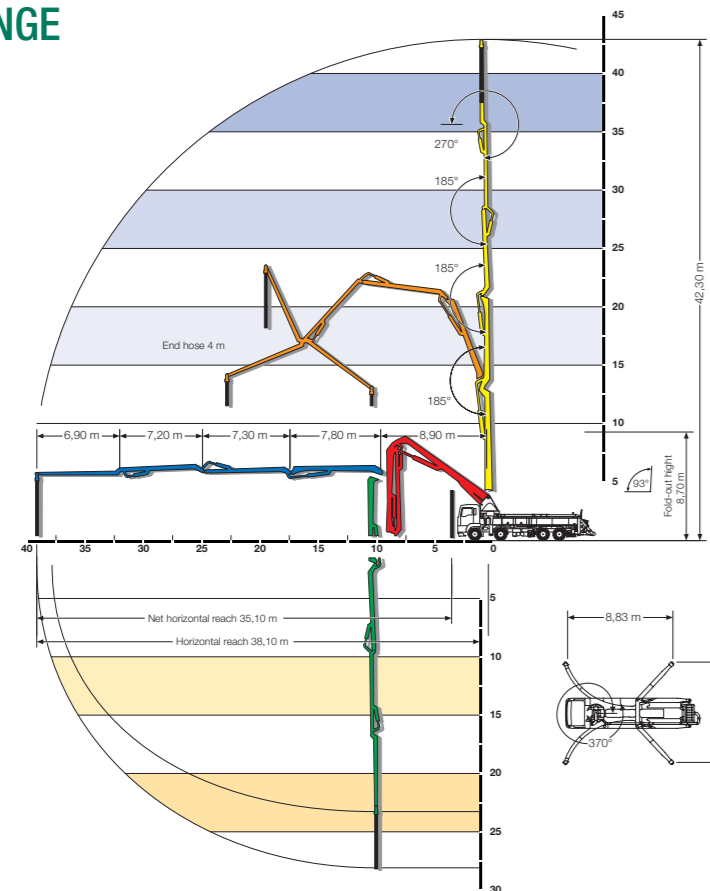 NGE
45
40
270°
35
185°
30
25
185°
20
42,30 m
End hose 4 m
15
185°
10
6,90 m 7,20 m 7,30 m 7,80 m 8,90 m
5
93°
Fold-out hight
8,70 m
40 35 30 25 20 15 10 5 0
5
Net horizontal reach 35,10 m
Horizontal reach 38,10 m
8,83 m
10
15
370°
20
25
30